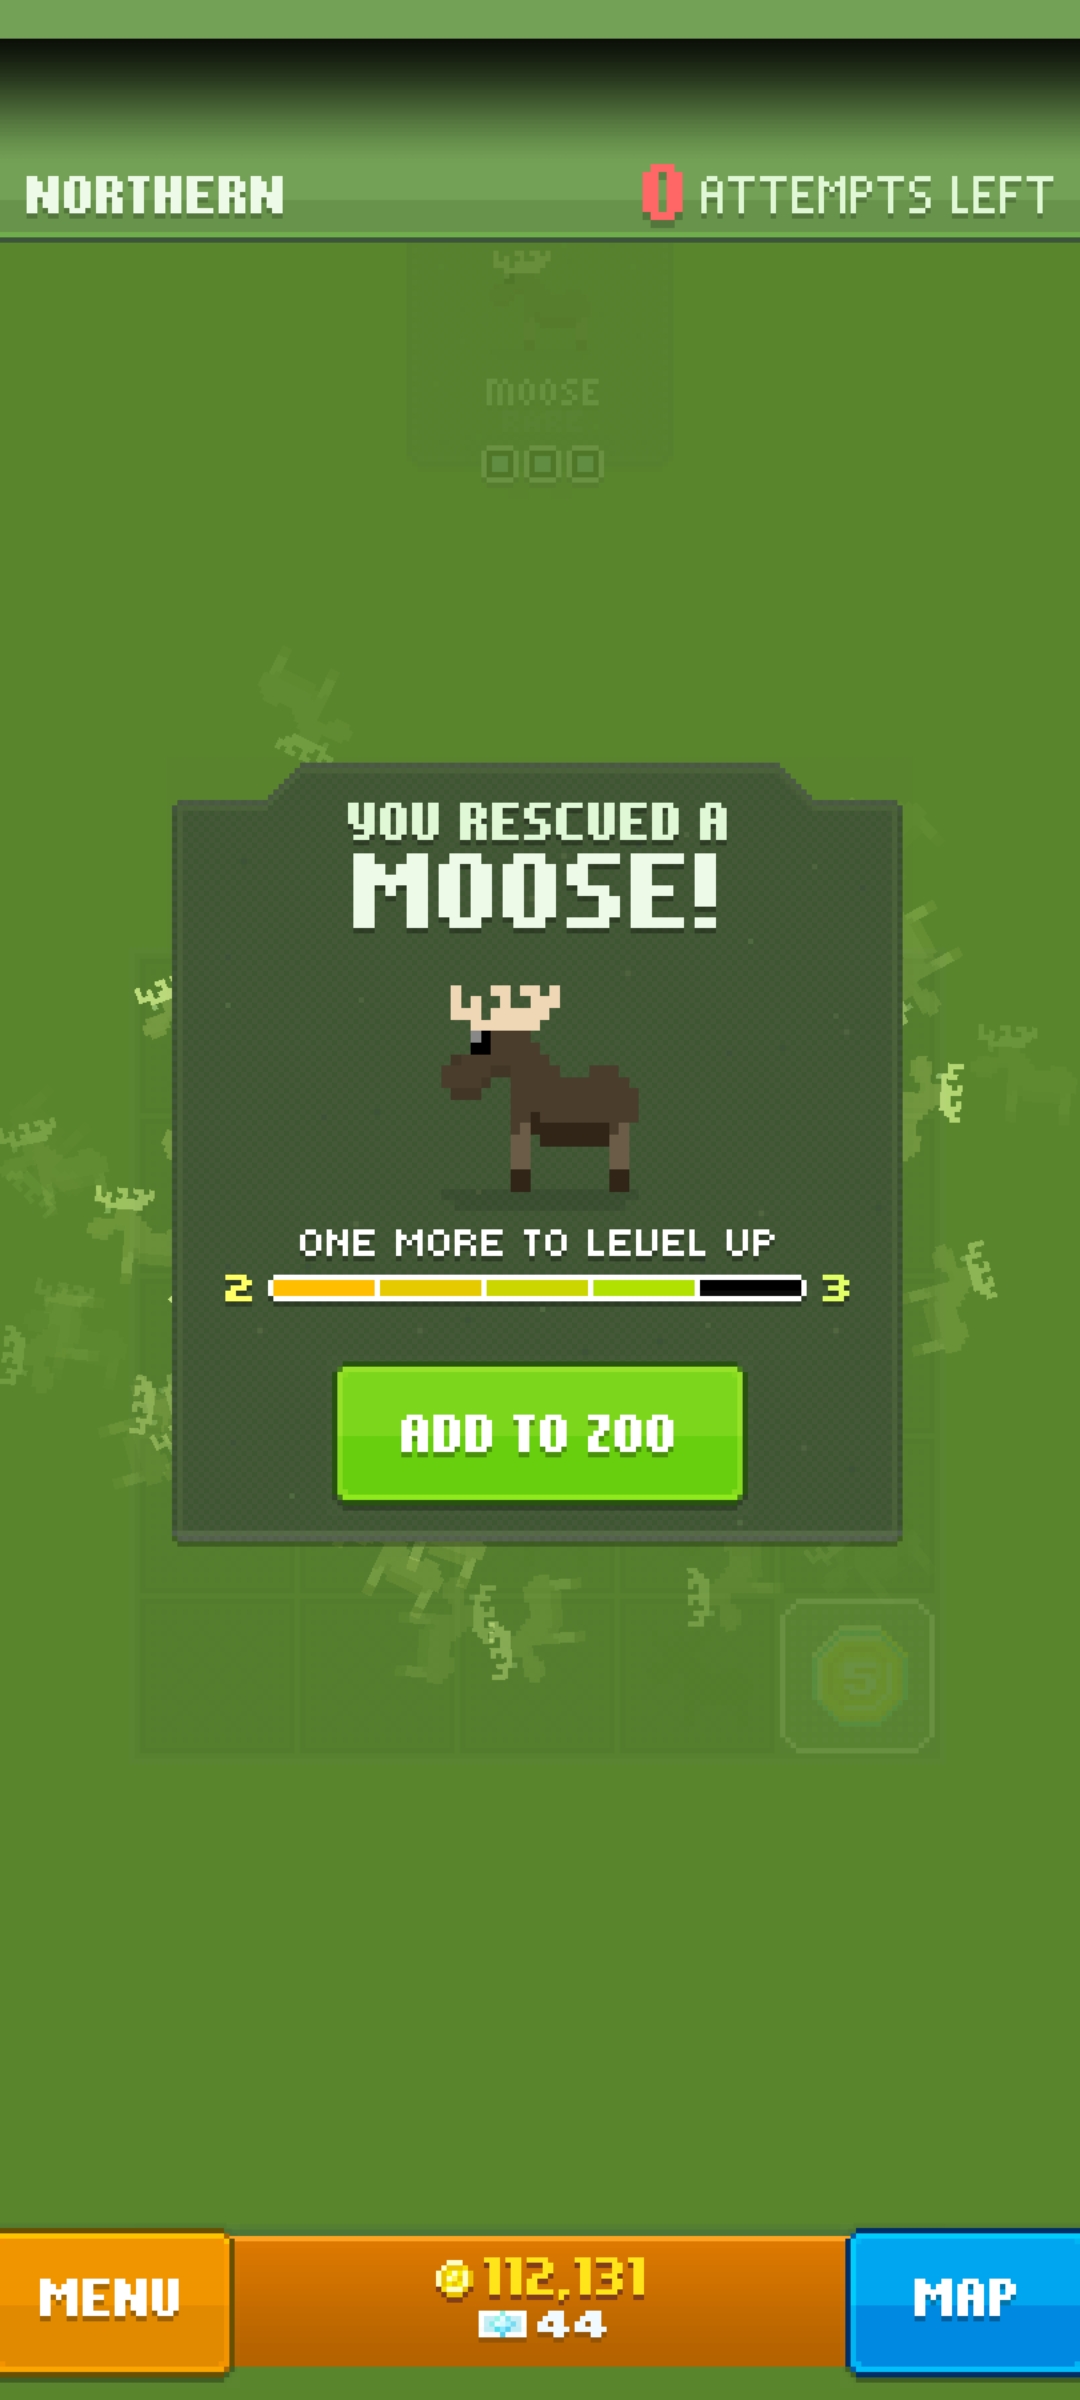 NORTHERN
0 ATTEMPTS LEFT
MOOSE
RARE
YOU RESCUED A
MOOSE!
ONE MORE TO LEVEL UP
2 3
ADD TO ZOO
MENU
112,131
44
MAP